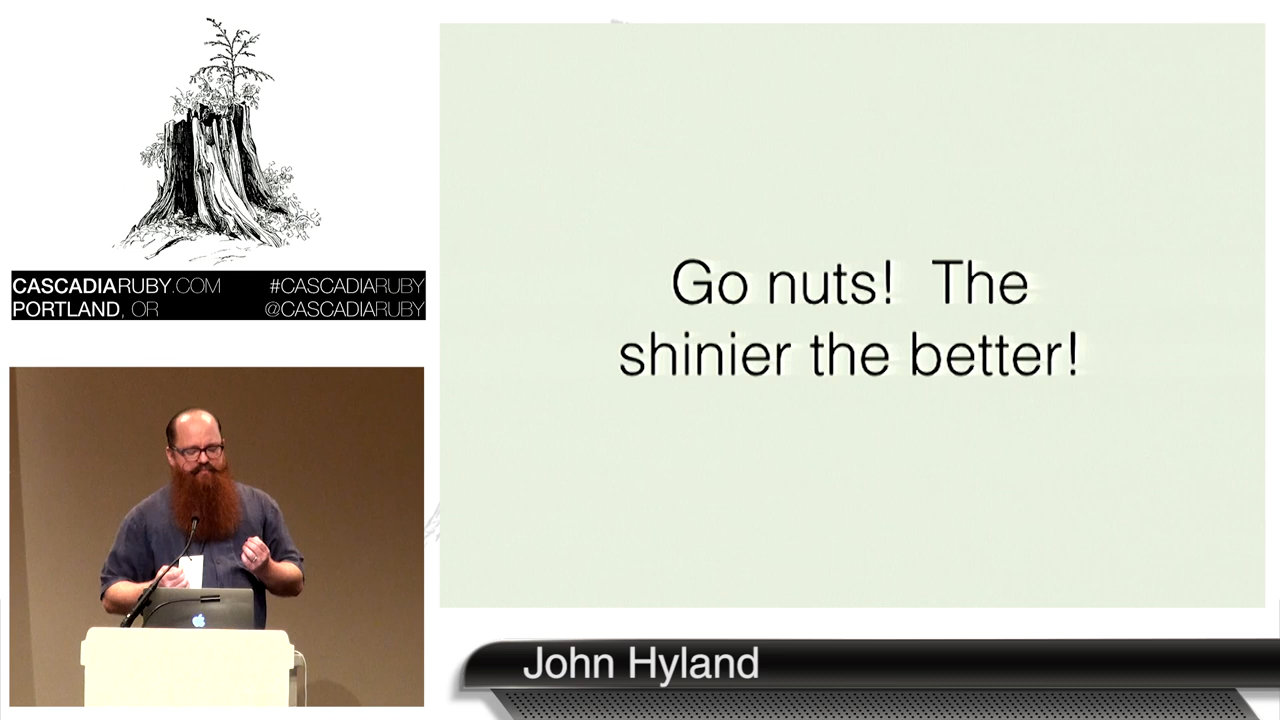 CASCADIARUBY.COM #CASCADIARUBY
PORTLAND, OR @CASCADIARUBY
Go nuts! The
shinier the better!
John Hyland